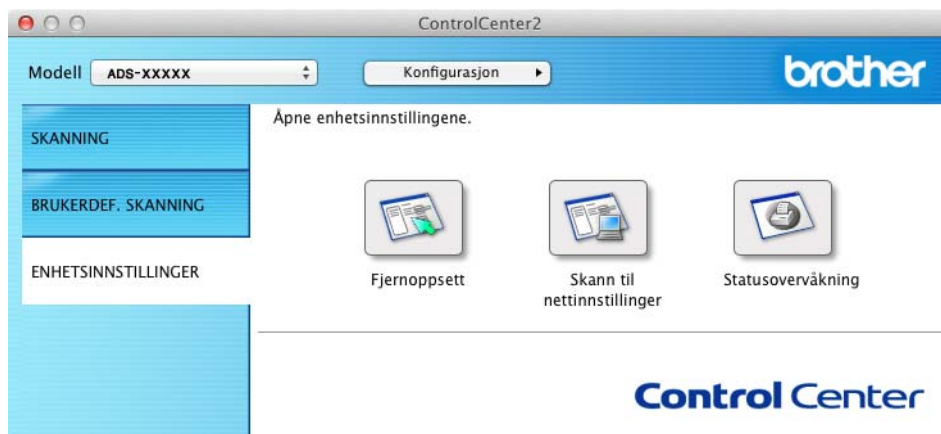 ControlCenter2
Modell ADS-XXXXX Konfigurasjon brother
SKANNING
BRUKERDEF. SKANNING
ENHETSINNSTILLINGER
Åpne enhetsinnstillingene.
Fjernoppsett
Skann til
nettinnstillinger
Statusovervåkning
Control Center